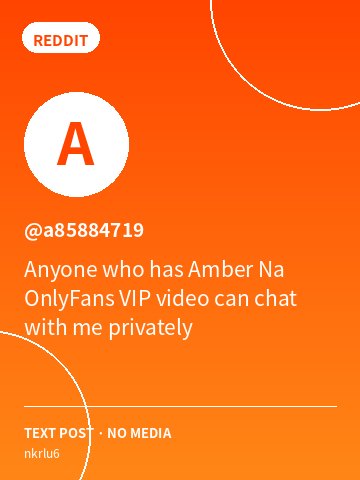 REDDIT
A
@a85884719
Anyone who has Amber Na
OnlyFans VIP video can chat
with me privately
TEXT POST · NO MEDIA
nkrlu6